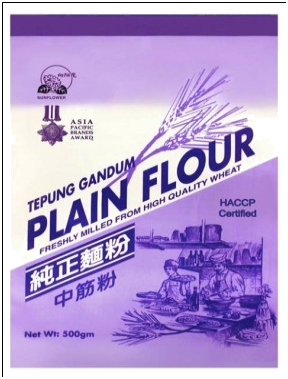 SUNFLOWER
ASIA
PACIFIC
BRANDS
AWARD
TEPUNG GANDUM
PLAIN FLOUR
FRESHLY MILLED FROM HIGH QUALITY WHEAT
HACCP
Certified
純正麵粉
中筋粉
Net Wt: 500gm